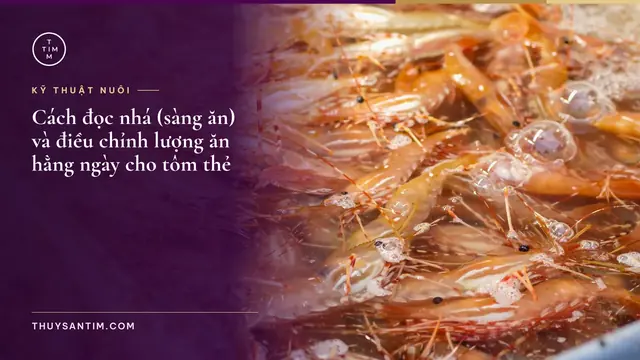 T
TIM
M
KỸ THUẬT NUÔI
Cách đọc nhá (sàng ăn)
và điều chỉnh lượng ăn
hằng ngày cho tôm thẻ
THUYSANTIM.COM